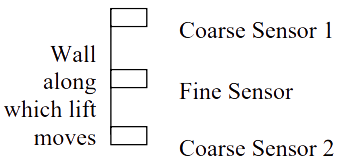 Coarse Sensor 1
Wall
along
which lift
moves
Fine Sensor
Coarse Sensor 2